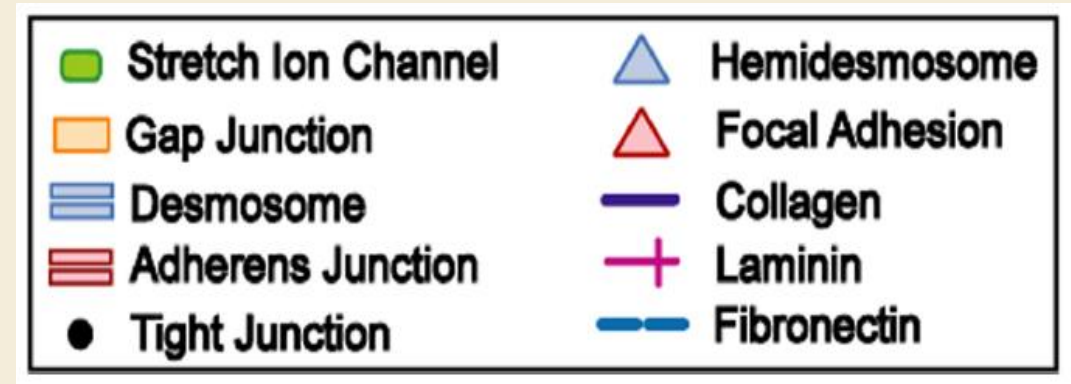 Stretch Ion Channel
Gap Junction
Desmosome
Adherens Junction
Tight Junction
Hemidesmosome
Focal Adhesion
Collagen
Laminin
Fibronectin